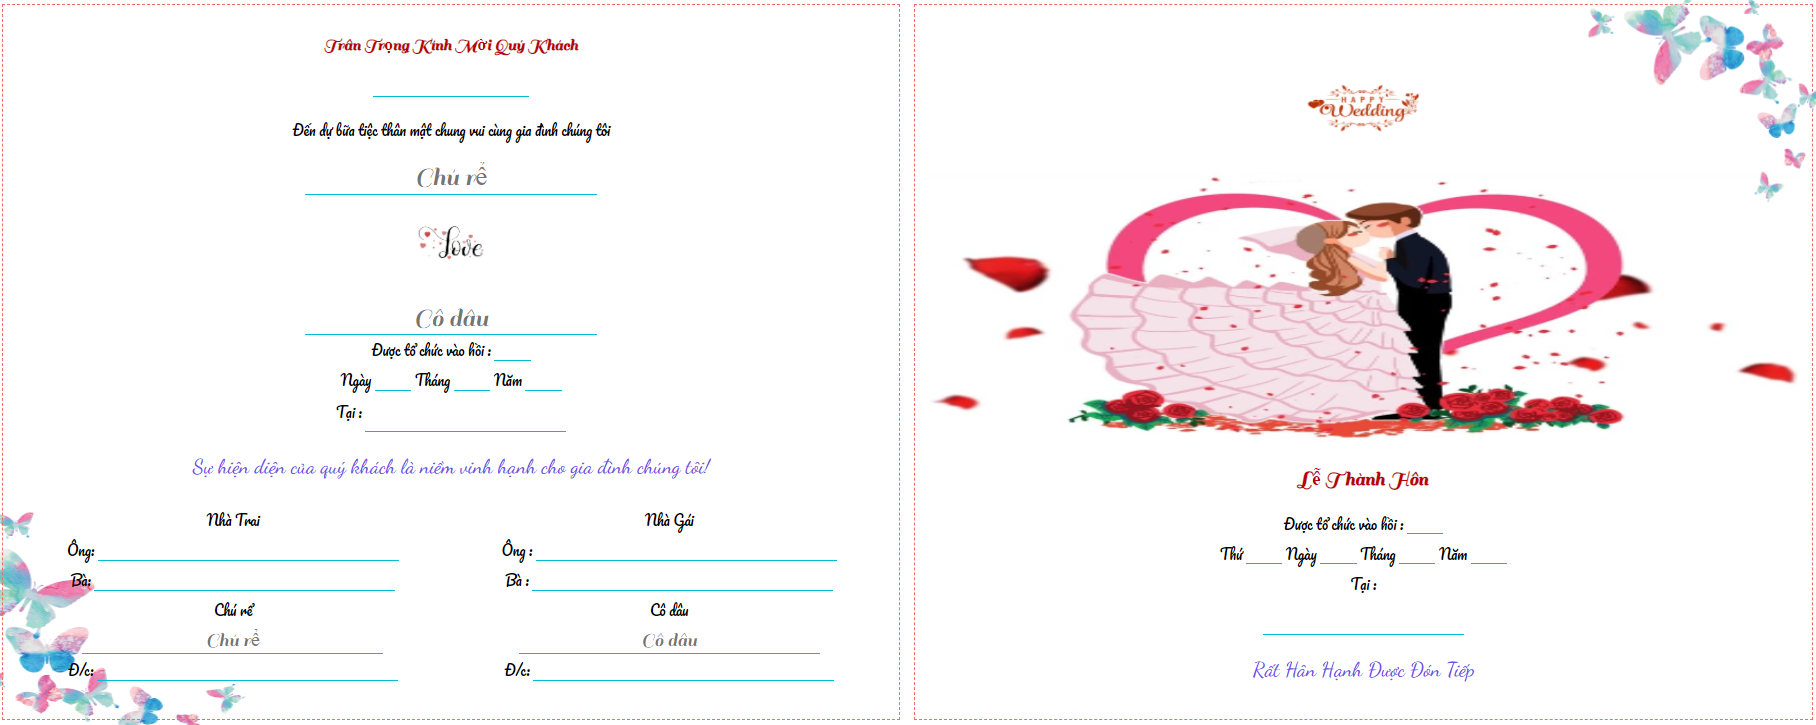 Trân Trọng Kính Mời Quý Khách
Đến dự bữa tiệc thân mật chung vui cùng gia đình chúng tôi
Chú rể
Love
Cô dâu
Được tổ chức vào hồi :
Ngày Tháng Năm
Tại :
Sự hiện diện của quý khách là niềm vinh hạnh cho gia đình chúng tôi!
Nhà Trai
Ông:
Bà:
Chú rể
Chú rể
Đ/c:
Nhà Gái
Ông :
Bà :
Cô dâu
Cô dâu
Đ/c:
HAPPY
Wedding
Lễ Thành Hôn
Được tổ chức vào hồi :
Thứ Ngày Tháng Năm
Tại :
Rất Hân Hạnh Được Đón Tiếp